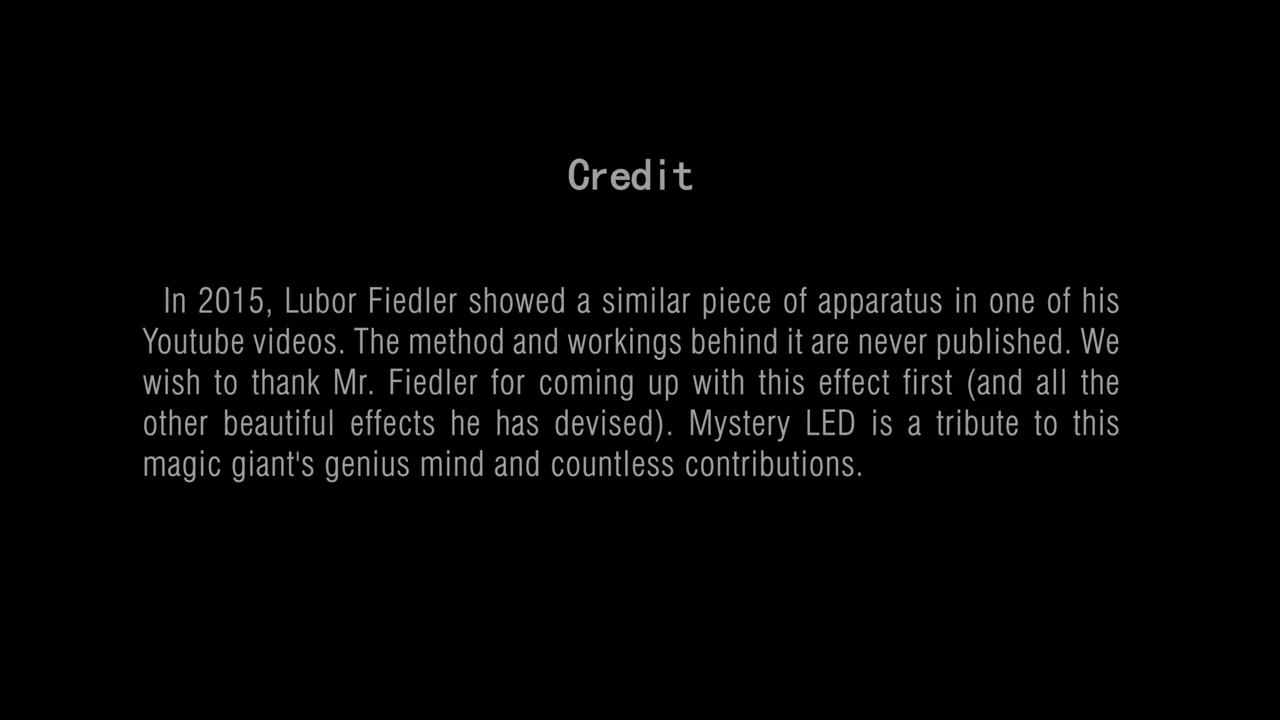 Credit
In 2015, Lubor Fiedler showed a similar piece of apparatus in one of his
Youtube videos. The method and workings behind it are never published. We
wish to thank Mr. Fiedler for coming up with this effect first (and all the
other beautiful effects he has devised). Mystery LED is a tribute to this
magic giant's genius mind and countless contributions.